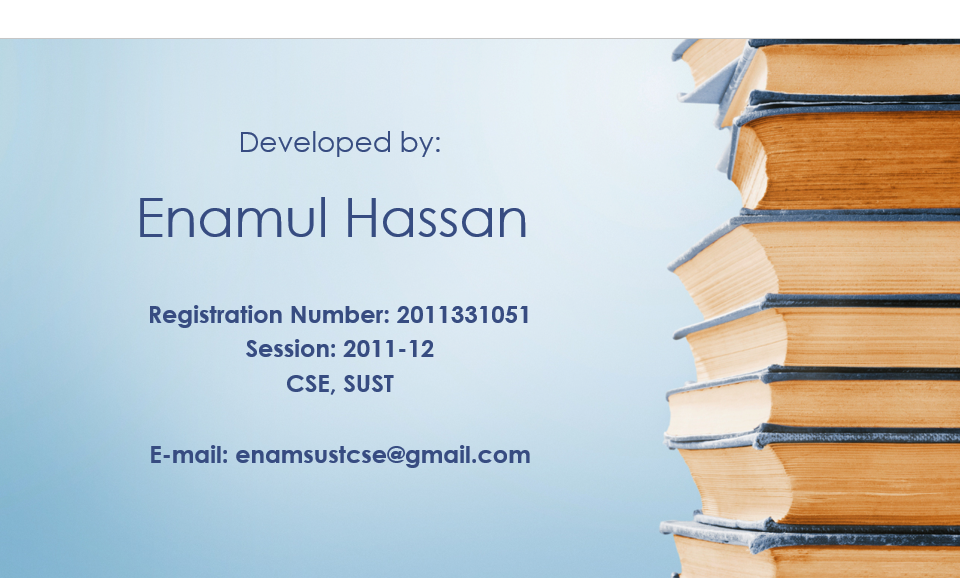 Developed by:
Enamul Hassan
Registration Number: 2011331051
Session: 2011-12
CSE, SUST
E-mail: enamsustcse@gmail.com